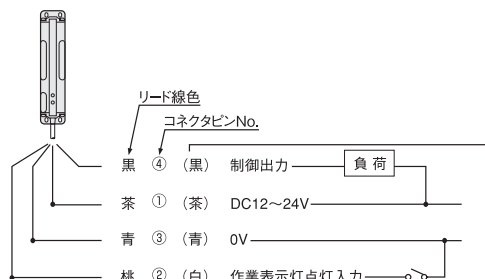 リード線色
コネクタピンNo.
黒 ④ (黒) 制御出力 負荷
茶 ① (茶) DC12～24V
青 ③ (青) 0V
桃 ② (白) 作業表示灯点灯入力